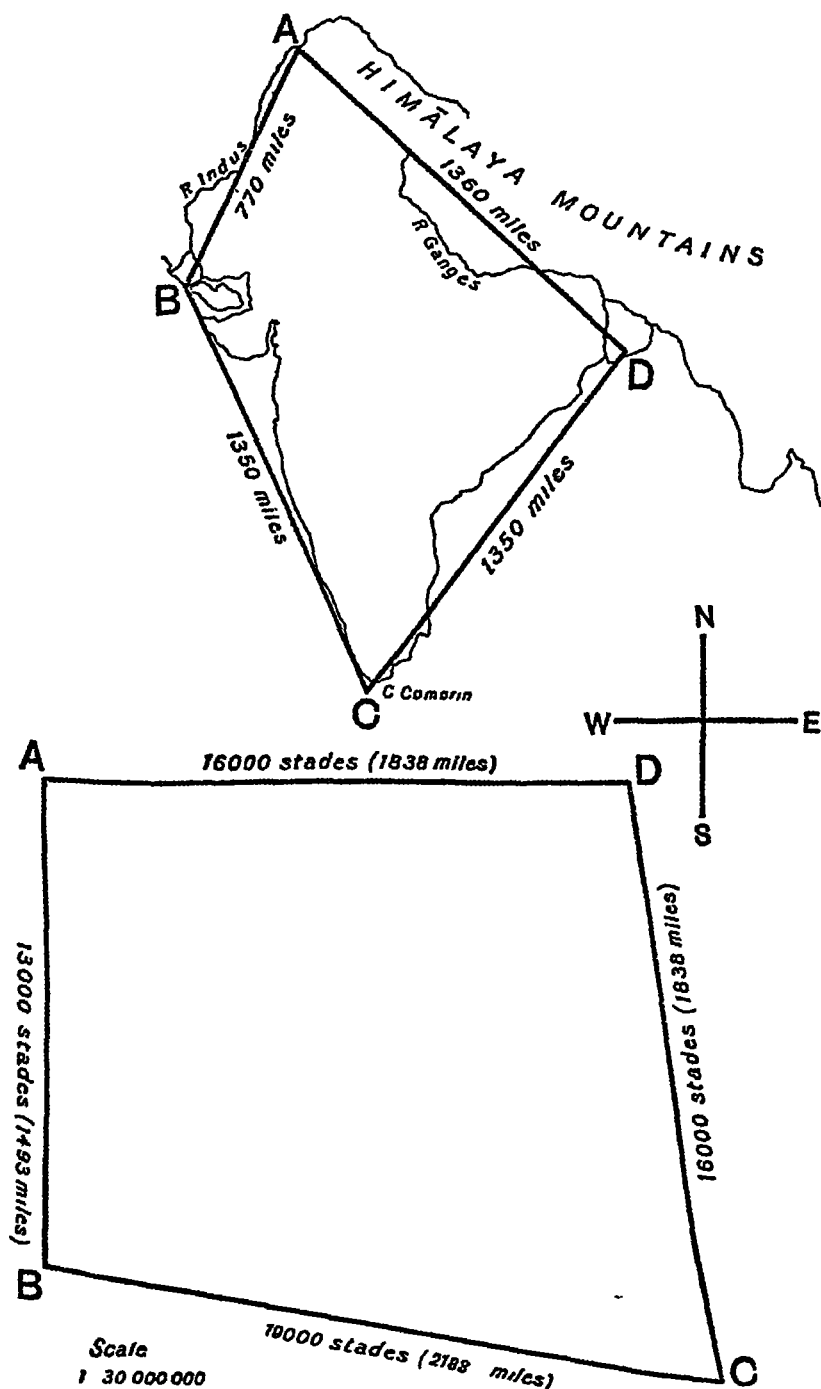 A
HIMĀLAYA MOUNTAINS
R Indus
770 miles
1360 miles
R Ganges
B
D
1350 miles
1350 miles
C Comorin
C
N
W
E
S
A
16000 stades (1838 miles)
D
13000 stades (1493 miles)
16000 stades (1838 miles)
B
19000 stades (2183 miles)
C
Scale
1 30 000 000